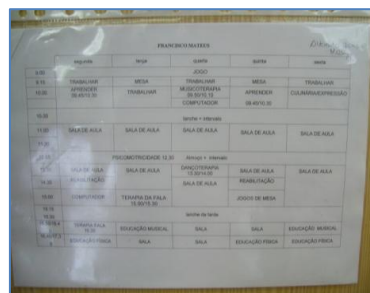 FRANCISCO MATEUS
segunda terça quarta quinta sexta
9.00 JOGO
TRABALHAR MESA TRABALHAR MESA TRABALHAR
10.00 APRENDER TRABALHAR MUSICOTERAPIA APRENDER CULINÁRIA/EXPRESSÃO
COMPUTADOR
lanche + intervalo
SALA DE AULA SALA DE AULA SALA DE AULA SALA DE AULA SALA DE AULA
PSICOMOTRICIDADE Almoço + intervalo
SALA DE AULA SALA DE AULA DANÇOTERAPIA SALA DE AULA SALA DE AULA
REABILITAÇÃO SALA DE AULA REABILITAÇÃO
COMPUTADOR TERAPIA DA FALA JOGOS DE MESA
lanche da tarde
EDUCAÇÃO MUSICAL SALA SALA EDUCAÇÃO MUSICAL
EDUCAÇÃO FÍSICA SALA SALA EDUCAÇÃO FÍSICA EDUCAÇÃO FÍSICA